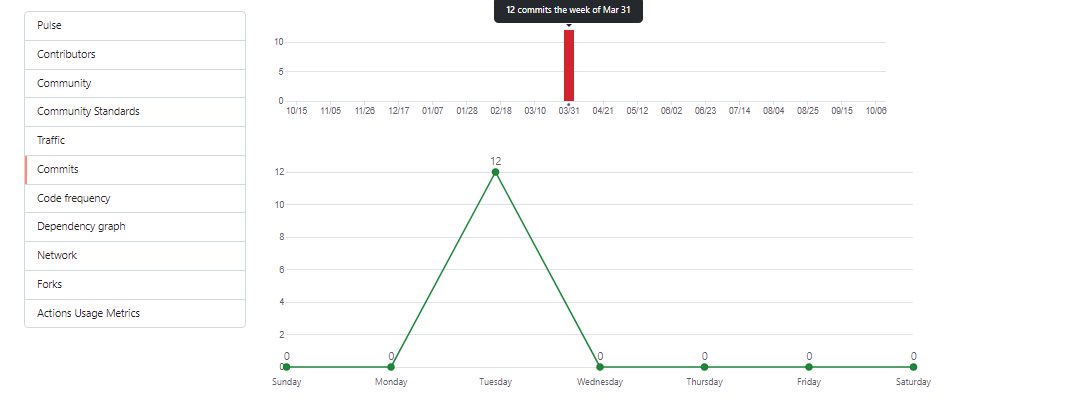 12 commits the week of Mar 31
Pulse
Contributors
Community
Community Standards
Traffic
Commits
Code frequency
Dependency graph
Network
Forks
Actions Usage Metrics
10
5
0
10/15 11/05 11/26 12/17 01/07 01/28 02/18 03/10 03/31 04/21 05/12 06/02 06/23 07/14 08/04 08/25 09/15 10/06
12
12
10
8
6
4
2
0
0 0 0 0 0 0
Sunday Monday Tuesday Wednesday Thursday Friday Saturday